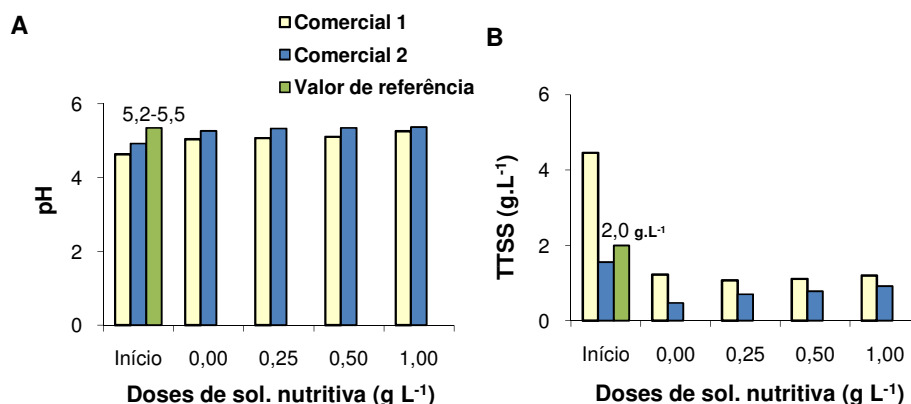 A
Comercial 1
Comercial 2
Valor de referência
5,2-5,5
6
4
2
0
pH
Início 0,00 0,25 0,50 1,00
Doses de sol. nutritiva (g L⁻¹)
B
6
4
2
0
TTSS (g.L⁻¹)
2,0 g.L⁻¹
Início 0,00 0,25 0,50 1,00
Doses de sol. nutritiva (g L⁻¹)